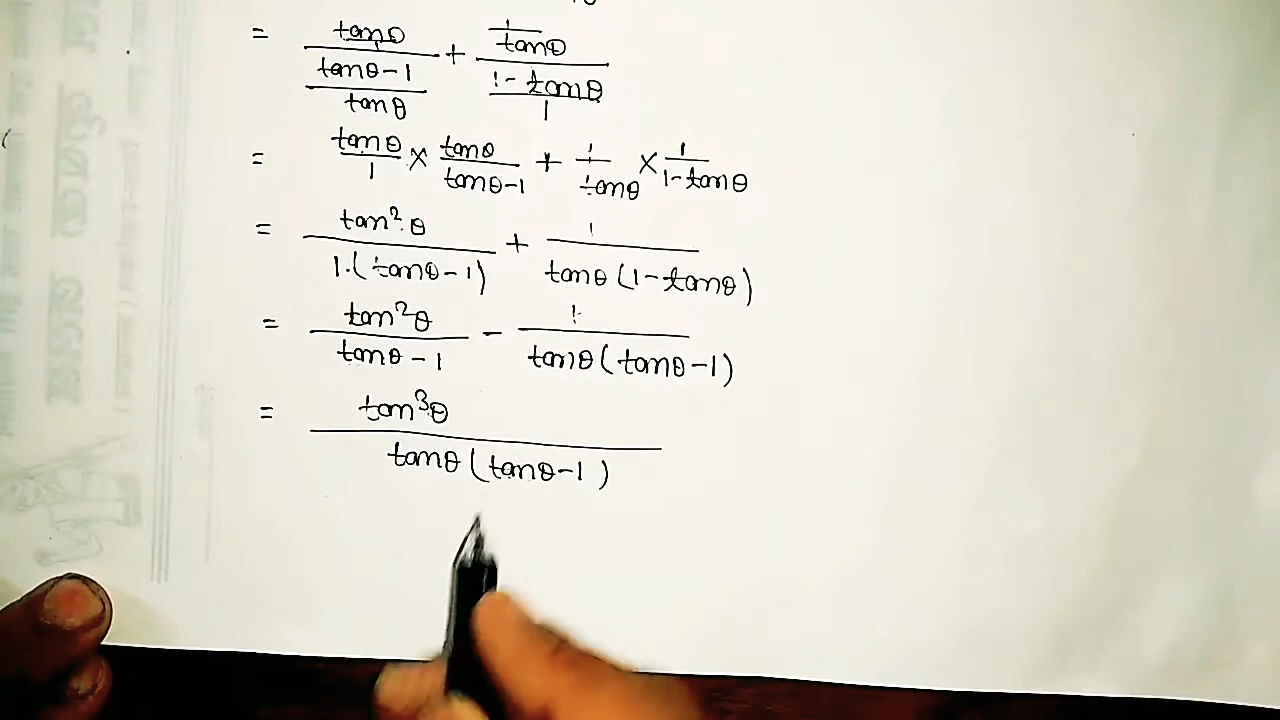 = tanθ/((tanθ-1)/tanθ) + (1/tanθ)/((1-tanθ)/1)
= tanθ/1 × tanθ/(tanθ-1) + 1/tanθ × 1/(1-tanθ)
= tan²θ/(1.(tanθ-1)) + 1/(tanθ(1-tanθ))
= tan²θ/(tanθ-1) - 1/(tanθ(tanθ-1))
= tan³θ/(tanθ(tanθ-1))